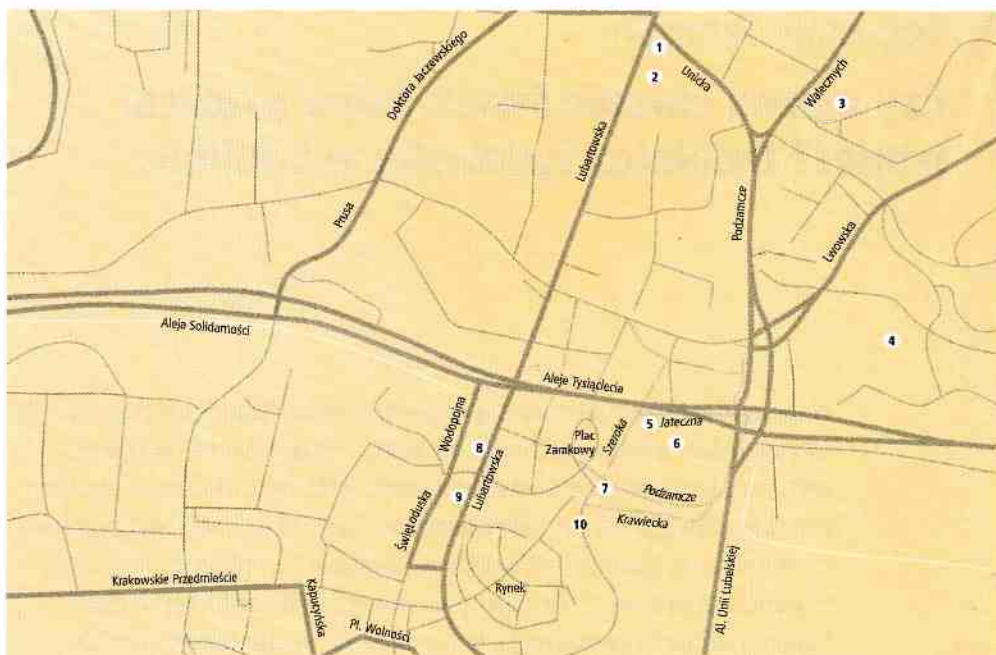 Doktora Jaczewskiego
1
2
Unicka
Walecznych
3
Lubartowska
Prusa
Podzamcze
Lwowska
4
Aleja Solidarności
Aleje Tysiąclecia
Wodopojna
Plac
Zamkowy
Szeroka
5
Jateczna
6
8
Lubartowska
9
7
Podzamcze
Krawiecka
10
Świętoduska
Krakowskie Przedmieście
Kapucyńska
Pl. Wolności
Rynek
Al. Unii Lubelskiej